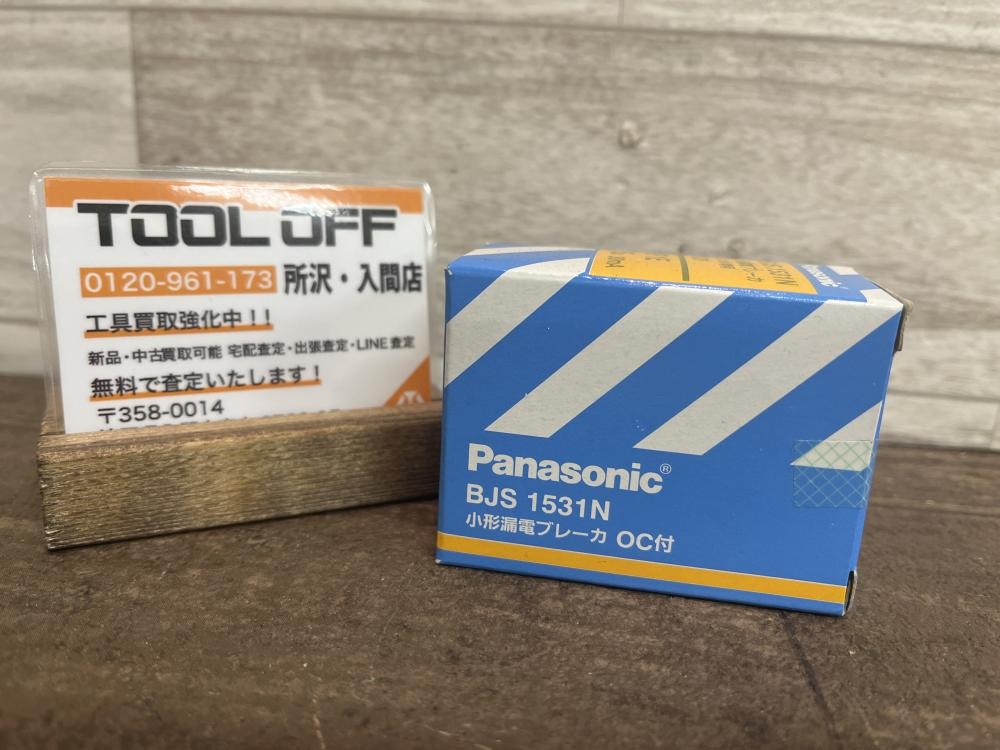 TOOL OFF
0120-961-173 所沢・入間店
工具買取強化中!!
新品・中古買取可能 宅配査定・出張査定・LINE査定
無料で査定いたします!
〒358-0014
Panasonic
Panasonic®
BJS 1531N
小形漏電ブレーカ OC付